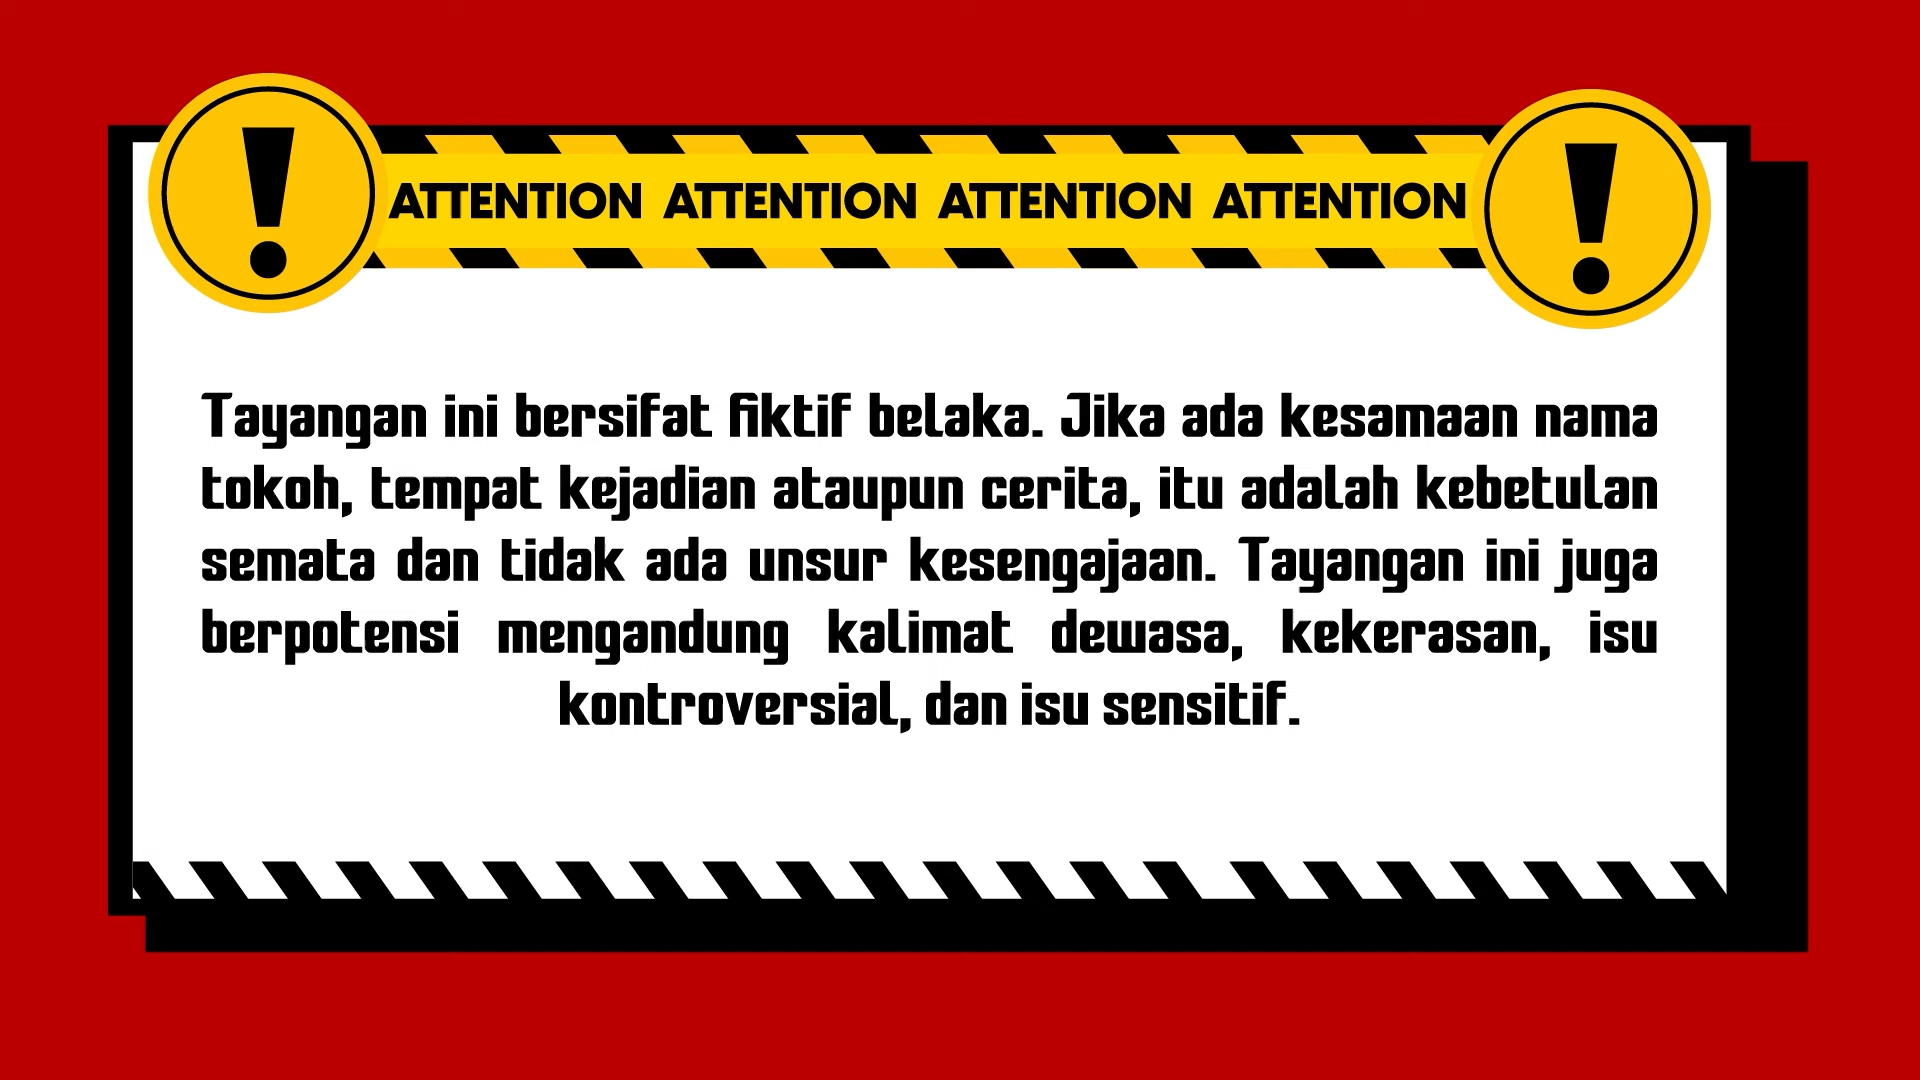 ATTENTION ATTENTION ATTENTION ATTENTION
Tayangan ini bersifat fiktif belaka. Jika ada kesamaan nama
tokoh, tempat kejadian ataupun cerita, itu adalah kebetulan
semata dan tidak ada unsur kesengajaan. Tayangan ini juga
berpotensi mengandung kalimat dewasa, kekerasan, isu
kontroversial, dan isu sensitif.